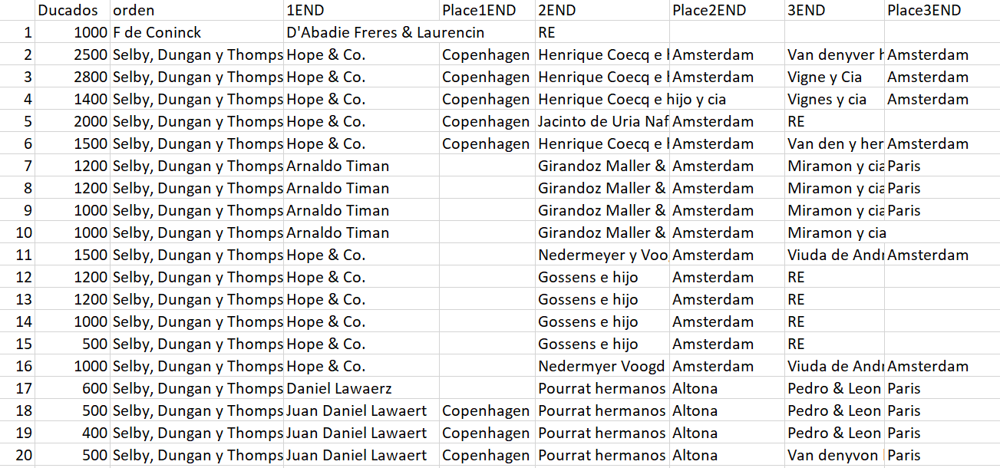 Ducados orden 1END Place1END 2END Place2END 3END Place3END
1 1000 F de Coninck D'Abadie Freres & Laurencin RE
2 2500 Selby, Dungan y Thomps Hope & Co. Copenhagen Henrique Coecq e Amsterdam Van denyver Amsterdam
3 2800 Selby, Dungan y Thomps Hope & Co. Copenhagen Henrique Coecq e Amsterdam Vigne y Cia Amsterdam
4 1400 Selby, Dungan y Thomps Hope & Co. Copenhagen Henrique Coecq e hijo y cia Vignes y cia Amsterdam
5 2000 Selby, Dungan y Thomps Hope & Co. Copenhagen Jacinto de Uria Naf Amsterdam RE
6 1500 Selby, Dungan y Thomps Hope & Co. Copenhagen Henrique Coecq e Amsterdam Van den y her Amsterdam
7 1200 Selby, Dungan y Thomps Arnaldo Timan Girandoz Maller & Amsterdam Miramon y cia Paris
8 1200 Selby, Dungan y Thomps Arnaldo Timan Girandoz Maller & Amsterdam Miramon y cia Paris
9 1000 Selby, Dungan y Thomps Arnaldo Timan Girandoz Maller & Amsterdam Miramon y cia Paris
10 1000 Selby, Dungan y Thomps Arnaldo Timan Girandoz Maller & Amsterdam Miramon y cia
11 1500 Selby, Dungan y Thomps Hope & Co. Nedermeyer y Voo Amsterdam Viuda de Andr Amsterdam
12 1200 Selby, Dungan y Thomps Hope & Co. Gossens e hijo Amsterdam RE
13 1200 Selby, Dungan y Thomps Hope & Co. Gossens e hijo Amsterdam RE
14 1000 Selby, Dungan y Thomps Hope & Co. Gossens e hijo Amsterdam RE
15 500 Selby, Dungan y Thomps Hope & Co. Gossens e hijo Amsterdam RE
16 1000 Selby, Dungan y Thomps Hope & Co. Nedermyer Voogd Amsterdam Viuda de Andr Amsterdam
17 600 Selby, Dungan y Thomps Daniel Lawaerz Pourrat hermanos Altona Pedro & Leon Paris
18 500 Selby, Dungan y Thomps Juan Daniel Lawaert Copenhagen Pourrat hermanos Altona Pedro & Leon Paris
19 400 Selby, Dungan y Thomps Juan Daniel Lawaert Copenhagen Pourrat hermanos Altona Pedro & Leon Paris
20 500 Selby, Dungan y Thomps Juan Daniel Lawaert Copenhagen Pourrat hermanos Altona Van denyvon Paris